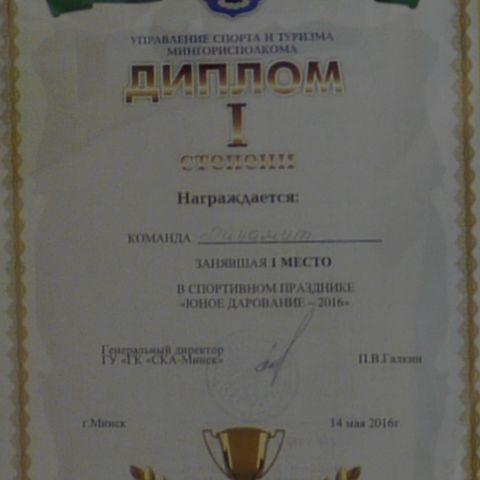 УПРАВЛЕНИЕ СПОРТА И ТУРИЗМА
МИНГОРИСПОЛКОМА
ДИПЛОМ
I
СТЕПЕНИ
Награждается:
КОМАНДА Динамит
ЗАНЯВШАЯ 1 МЕСТО
В СПОРТИВНОМ ПРАЗДНИКЕ
«ЮНОЕ ДАРОВАНИЕ – 2016»
Генеральный директор
ГУ «ГК «СКА-Минск» П.В.Галкин
г.Минск 14 мая 2016г